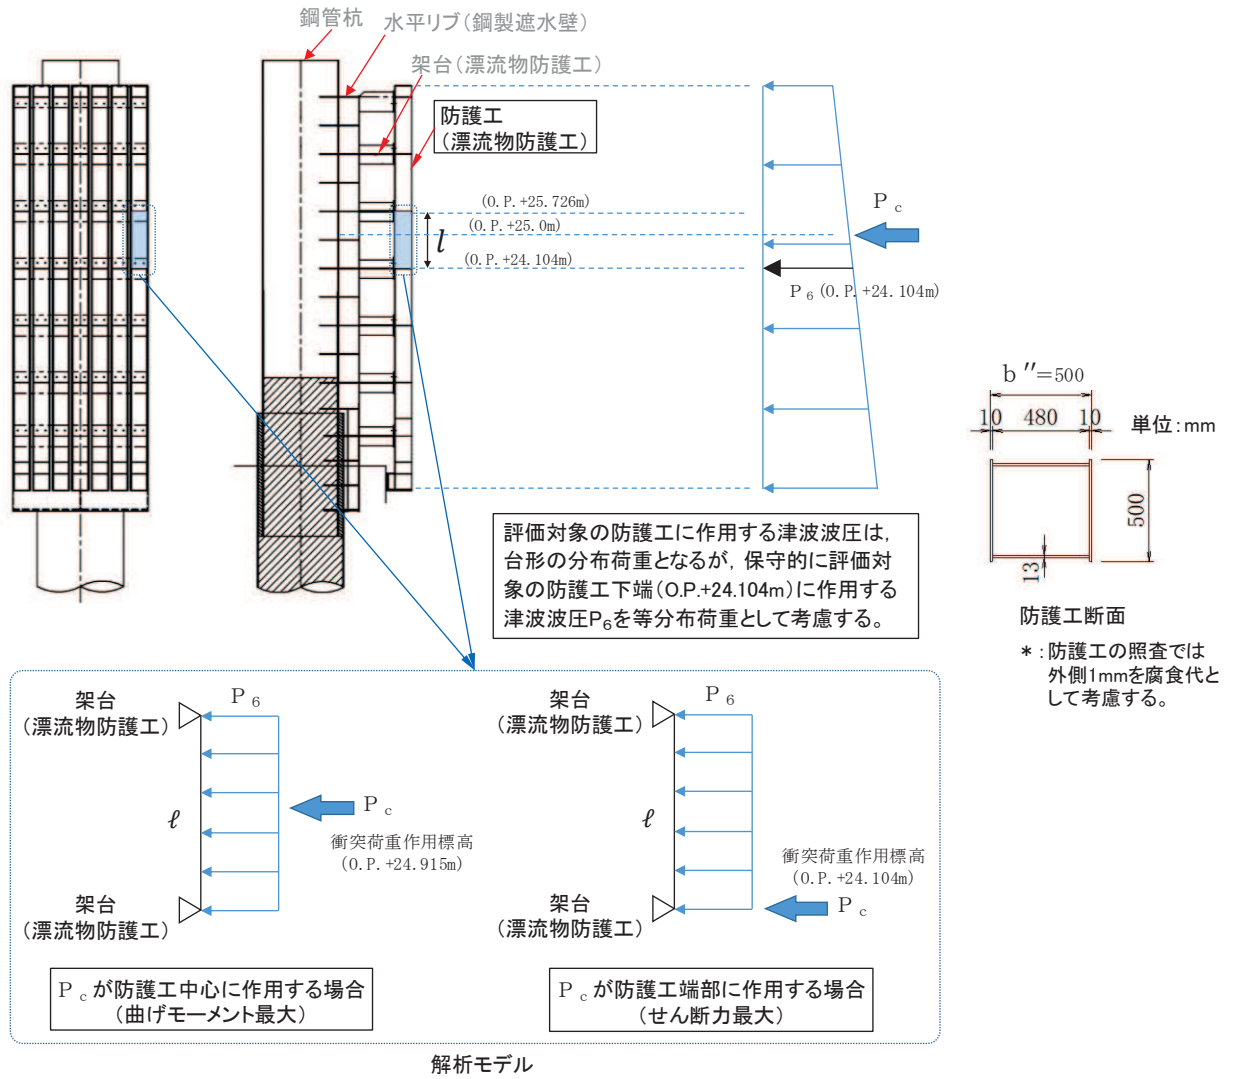 鋼管杭
水平リブ(鋼製遮水壁)
架台(漂流物防護工)
防護工
(漂流物防護工)
(O.P.+25.726m)
(O.P.+25.0m)
(O.P.+24.104m)
l
P c
P 6 (O.P.+24.104m)
b''=500
10 480 10
単位:mm
500
13
防護工断面
*:防護工の照査では
外側1mmを腐食代と
して考慮する。
評価対象の防護工に作用する津波波圧は,
台形の分布荷重となるが, 保守的に評価対
象の防護工下端(O.P.+24.104m)に作用する
津波波圧P6を等分布荷重として考慮する。
架台
(漂流物防護工)
P 6
ℓ
P c
衝突荷重作用標高
(O.P.+24.915m)
架台
(漂流物防護工)
P c が防護工中心に作用する場合
(曲げモーメント最大)
架台
(漂流物防護工)
P 6
ℓ
衝突荷重作用標高
(O.P.+24.104m)
P c
架台
(漂流物防護工)
P c が防護工端部に作用する場合
(せん断力最大)
解析モデル